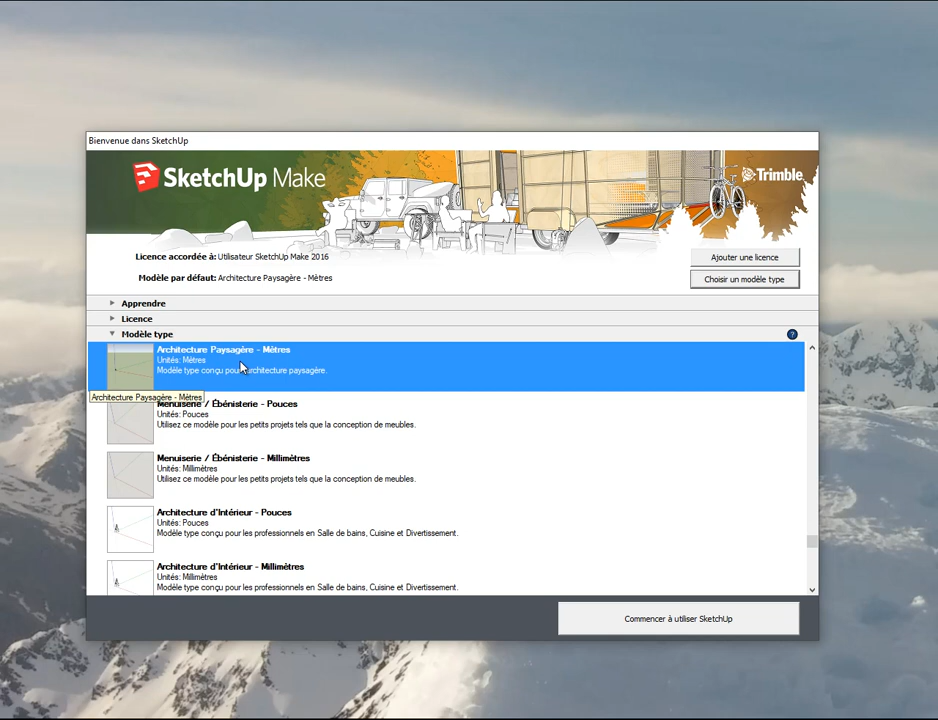 Bienvenue dans SketchUp
SketchUp Make
Trimble
Licence accordée à: Utilisateur SketchUp Make 2016
Ajouter une licence
Modèle par défaut: Architecture Paysagère - Mètres
Choisir un modèle type
Apprendre
Licence
Modèle type
?
Architecture Paysagère - Mètres
Unités: Mètres
Modèle type conçu pour architecture paysagère.
Architecture Paysagère - Mètres
Menuiserie / Ébénisterie - Pouces
Unités: Pouces
Utilisez ce modèle pour les petits projets tels que la conception de meubles.
Menuiserie / Ébénisterie - Millimètres
Unités: Millimètres
Utilisez ce modèle pour les petits projets tels que la conception de meubles.
Architecture d'Intérieur - Pouces
Unités: Pouces
Modèle type conçu pour les professionnels en Salle de bains, Cuisine et Divertissement.
Architecture d'Intérieur - Millimètres
Unités: Millimètres
Modèle type conçu pour les professionnels en Salle de bains, Cuisine et Divertissement.
Commencer à utiliser SketchUp